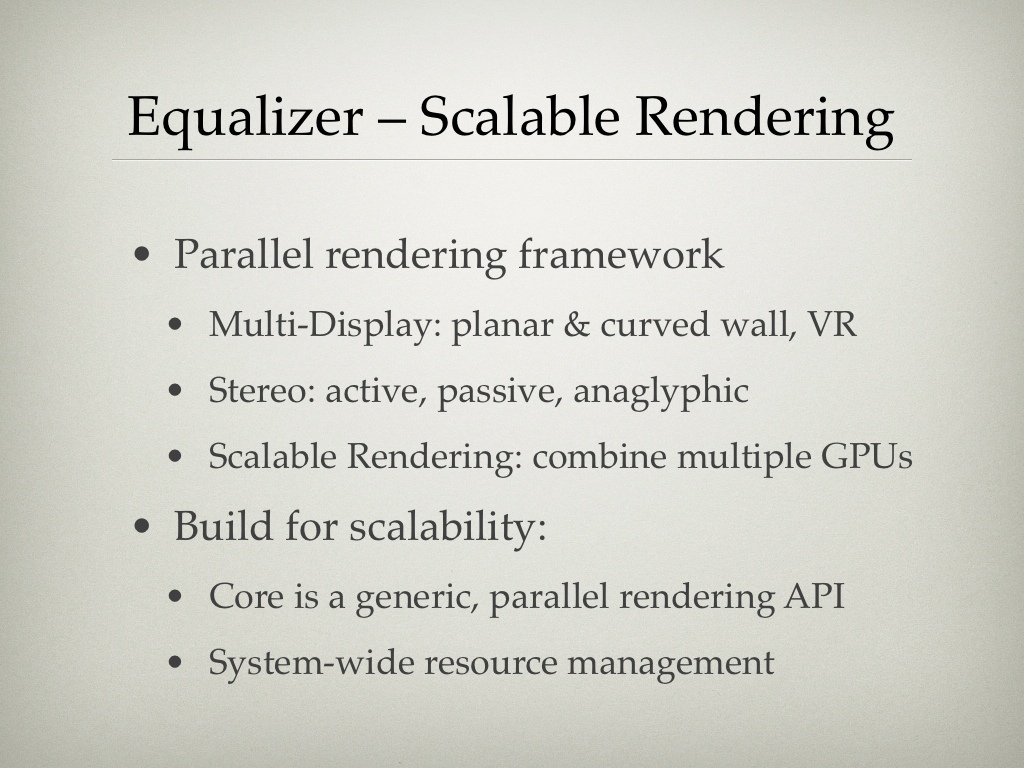 Equalizer – Scalable Rendering
• Parallel rendering framework
• Multi-Display: planar & curved wall, VR
• Stereo: active, passive, anaglyphic
• Scalable Rendering: combine multiple GPUs
• Build for scalability:
• Core is a generic, parallel rendering API
• System-wide resource management